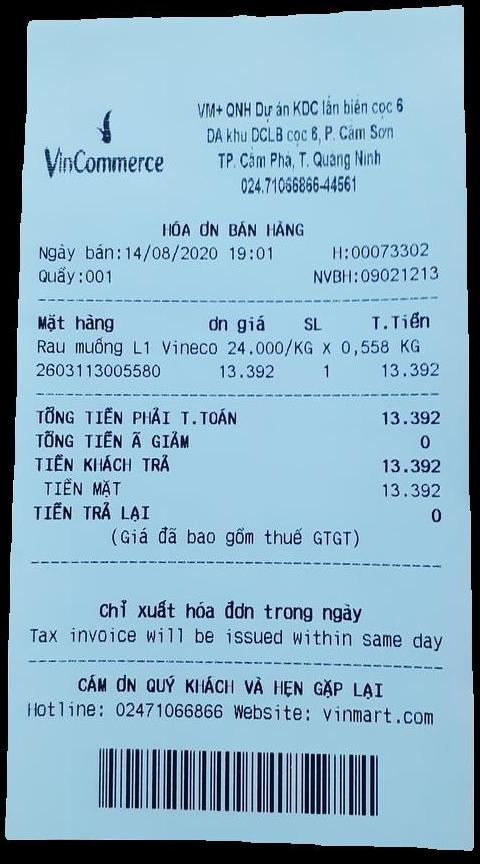 VinCommerce
VM+ QNH Dự án KDC lấn biển cọc 6
DA khu DCLB cọc 6, P. Cẩm Sơn
TP. Cẩm Phả, T. Quảng Ninh
024.71066866-44561
HÓA ƠN BÁN HÀNG
Ngày bán:14/08/2020 19:01 H:00073302
Quầy:001 NVBH:09021213
Mặt hàng ơn giá SL T.Tiền
Rau muống L1 Vineco 24.000/KG x 0,558 KG
2603113005580 13.392 1 13.392
TỔNG TIỀN PHẢI T.TOÁN 13.392
TỔNG TIỀN Ã GIẢM 0
TIỀN KHÁCH TRẢ 13.392
TIỀN MẶT 13.392
TIỀN TRẢ LẠI 0
(Giá đã bao gồm thuế GTGT)
Chỉ xuất hóa đơn trong ngày
Tax invoice will be issued within same day
CÁM ƠN QUÝ KHÁCH VÀ HẸN GẶP LẠI
Hotline: 02471066866 Website: vinmart.com